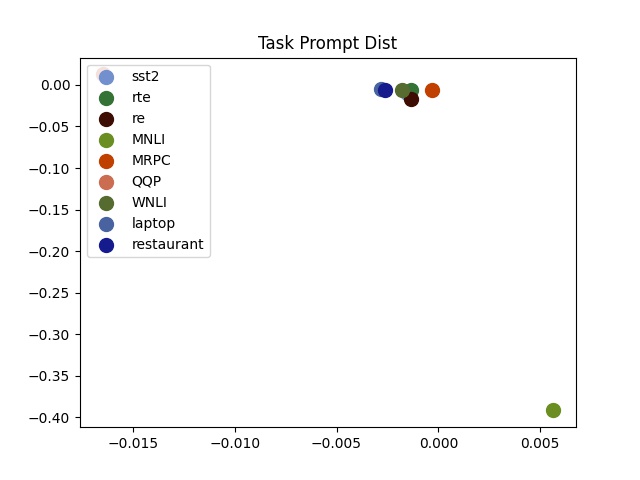 Task Prompt Dist
0.00
−0.05
−0.10
−0.15
−0.20
−0.25
−0.30
−0.35
−0.40
sst2
rte
re
MNLI
MRPC
QQP
WNLI
laptop
restaurant
−0.015 −0.010 −0.005 0.000 0.005